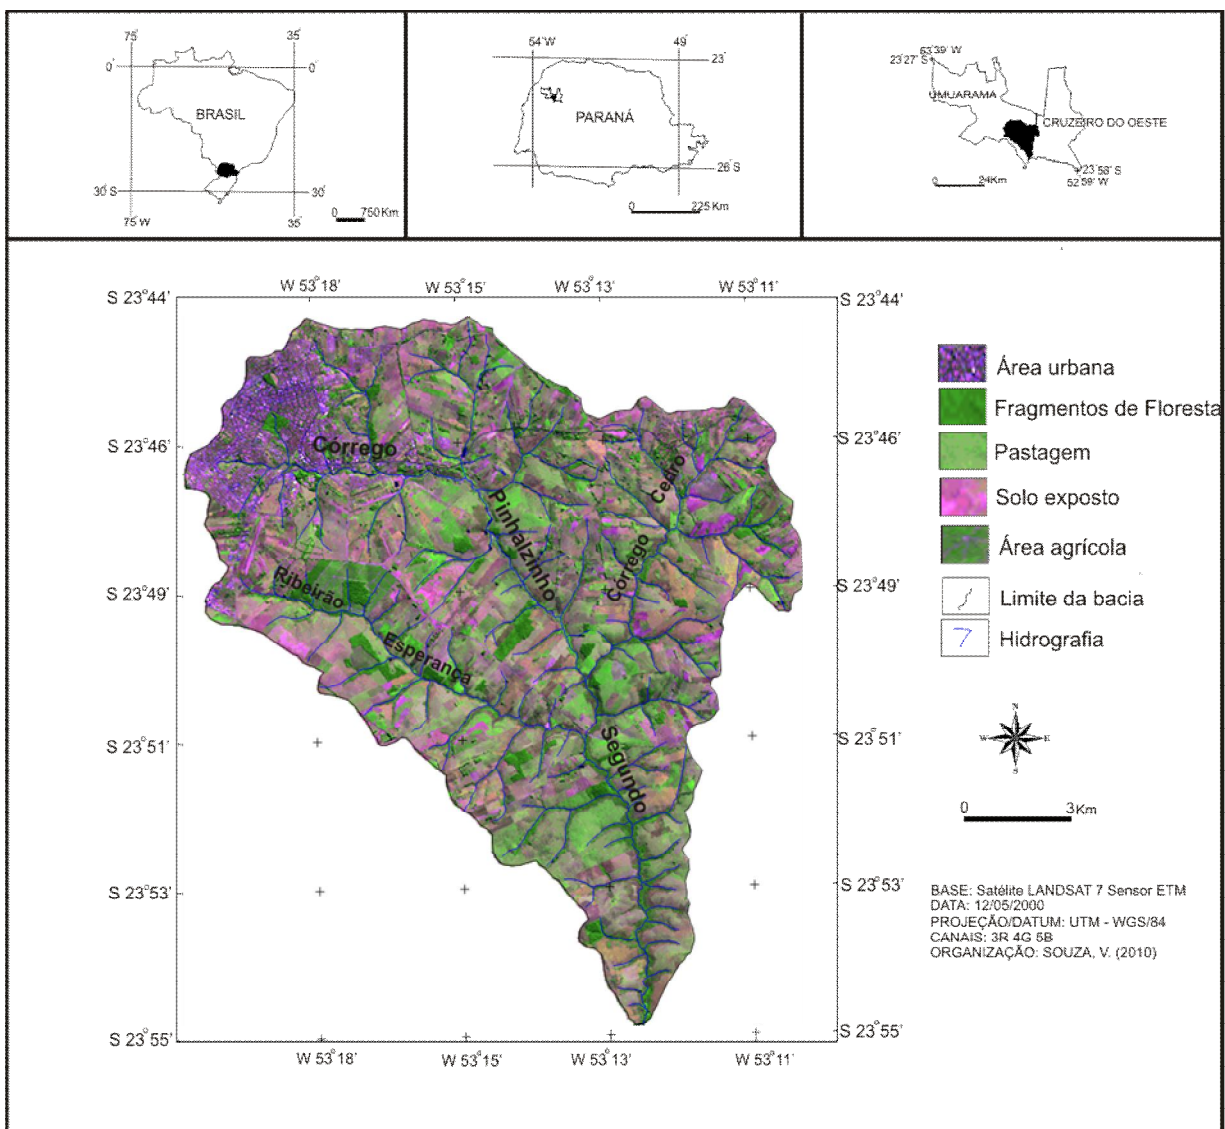 75°
35°
0°
0°
BRASIL
30°S
30°
75°W
35°
0 750Km
54°W
49°
23°
PARANÁ
26°S
0 225Km
53°39' W
23°27' S
UMUARAMA
CRUZEIRO DO OESTE
23°58' S
52°59' W
0 24Km
W 53°18'
W 53°15'
W 53°13'
W 53°11'
S 23°44'
S 23°44'
Área urbana
Fragmentos de Floresta
Pastagem
Solo exposto
Área agrícola
Limite da bacia
Hidrografia
S 23°46'
S 23°46'
Córrego
Pinhalzinho
Segundo
Córrego
Cedro
S 23°49'
S 23°49'
Ribeirão
Esperança
S 23°51'
S 23°51'
N
W
E
S
0 3Km
S 23°53'
S 23°53'
BASE: Satélite LANDSAT 7 Sensor ETM
DATA: 12/05/2000
PROJEÇÃO/DATUM: UTM - WGS/84
CANAIS: 3R 4G 5B
ORGANIZAÇÃO: SOUZA, V. (2010)
S 23°55'
S 23°55'
W 53°18'
W 53°15'
W 53°13'
W 53°11'